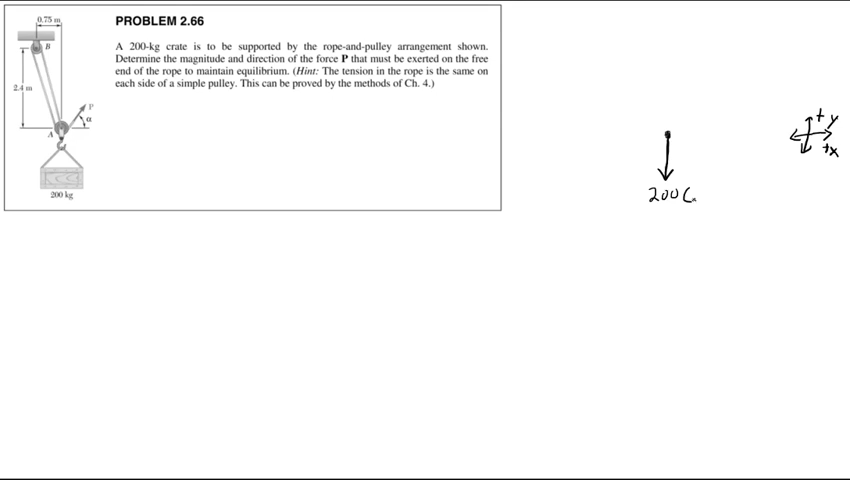 0.75 m
PROBLEM 2.66
B
A 200-kg crate is to be supported by the rope-and-pulley arrangement shown.
Determine the magnitude and direction of the force P that must be exerted on the free
end of the rope to maintain equilibrium. (Hint: The tension in the rope is the same on
each side of a simple pulley. This can be proved by the methods of Ch. 4.)
2.4 m
P
α
A
200 kg
+y
+x
200(